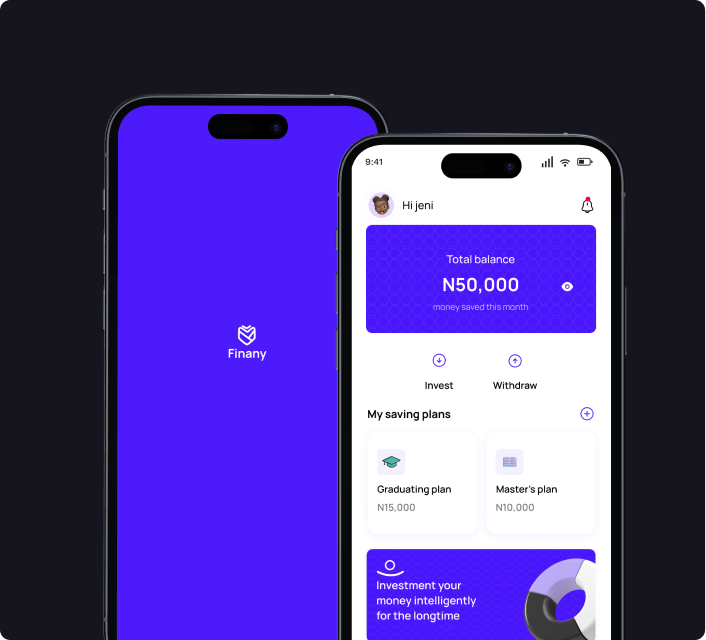 Finany
9:41
Hi jeni
Total balance
N50,000
money saved this month
Invest
Withdraw
My saving plans
Graduating plan
N15,000
Master's plan
N10,000
Investment your
money intelligently
for the longtime